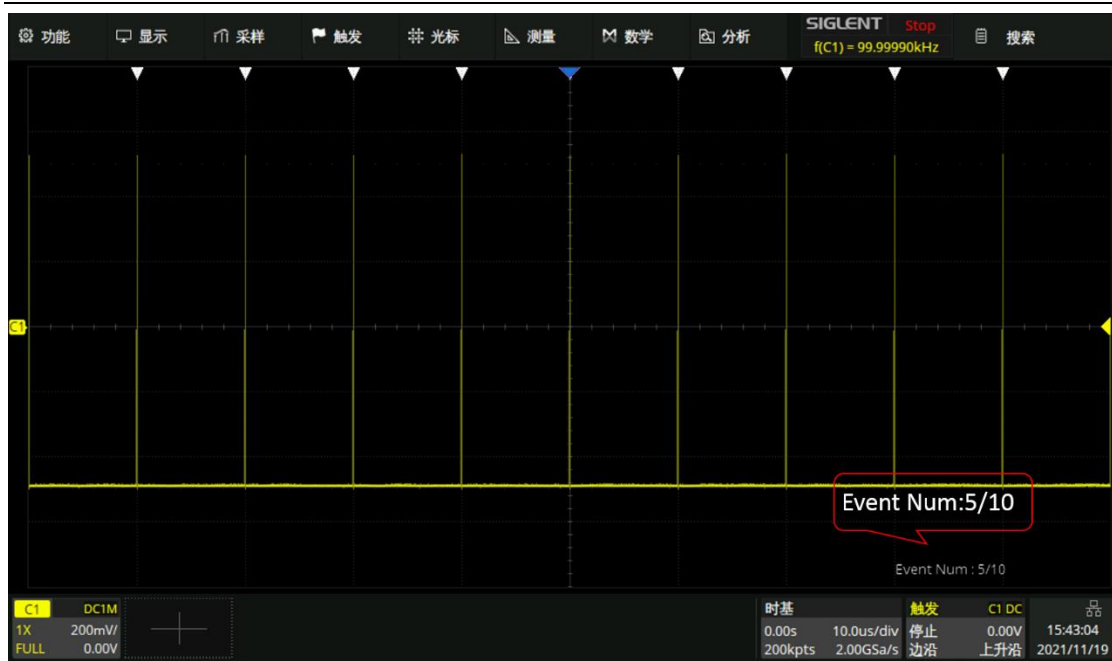 功能 显示 采样 触发 光标 测量 数学 分析 SIGLENT Stop 搜索
f(C1) = 99.99990kHz
C1
Event Num:5/10
Event Num : 5/10
C1 DC1M 时基 触发 C1 DC
1X 200mV/ 0.00s 10.0us/div 停止 0.00V 15:43:04
FULL 0.00V 200kpts 2.00GSa/s 边沿 上升沿 2021/11/19